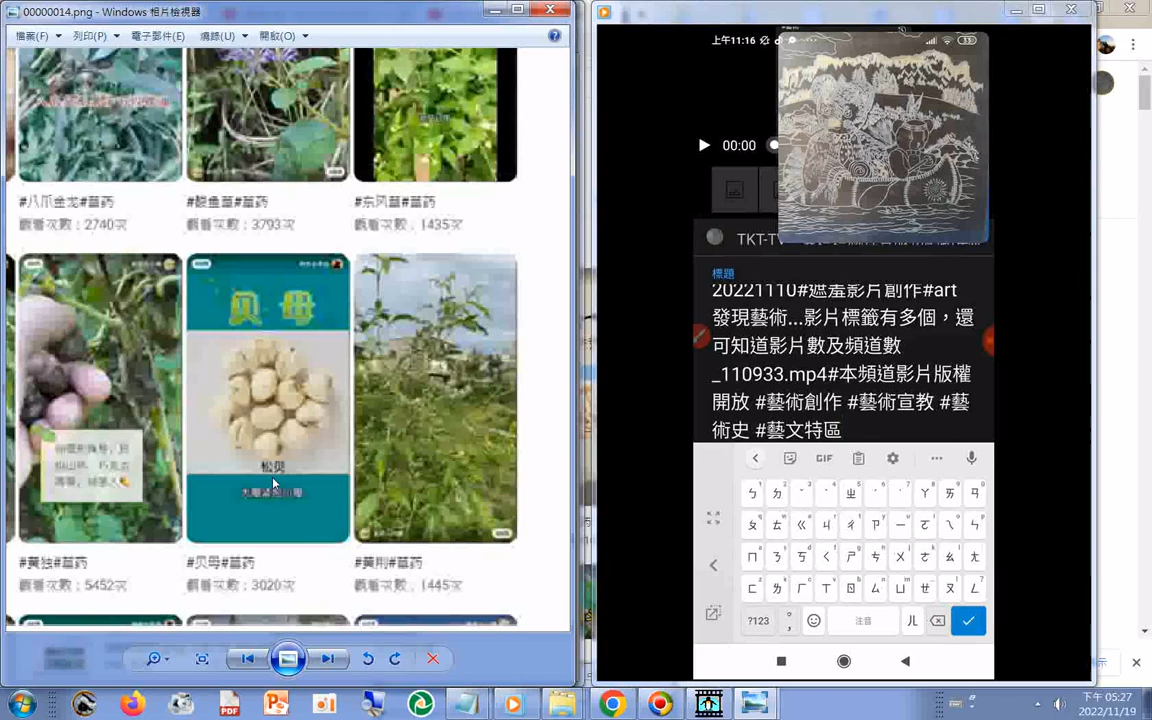 00000014.png - Windows 相片檢視器
檔案(F)
列印(P)
電子郵件(E)
燒錄(U)
開啟(O)
#八爪金龙#草药
觀看次數：2740次
觀看次數：3793次
#东风草#草药
觀看次數：1435次
贝 母
松贝
#黄独#草药
觀看次數：5452次
#贝母#草药
觀看次數：3020次
#黄荆#草药
觀看次數：1445次
上午11:16
33
00:00
TKT-TV
標題
20221110#遮羞影片創作#art
發現藝術...影片標籤有多個，還
可知道影片數及頻道數
_110933.mp4#本頻道影片版權
開放 #藝術創作 #藝術宣教 #藝
術史 #藝文特區
GIF
ㄅ ㄉ ˇ ˋ ㄓ ˊ ˙ ㄚ ㄞ ㄢ
ㄆ ㄊ ㄍ ㄐ ㄔ ㄗ ㄧ ㄛ ㄟ ㄣ
ㄇ ㄋ ㄎ ㄑ ㄕ ㄘ ㄨ ㄜ ㄠ ㄤ
ㄈ ㄌ ㄏ ㄒ ㄖ ㄙ ㄩ ㄝ ㄡ ㄥ
?123
注音
ㄦ
示
PDF
下午 05:27
2022/11/19